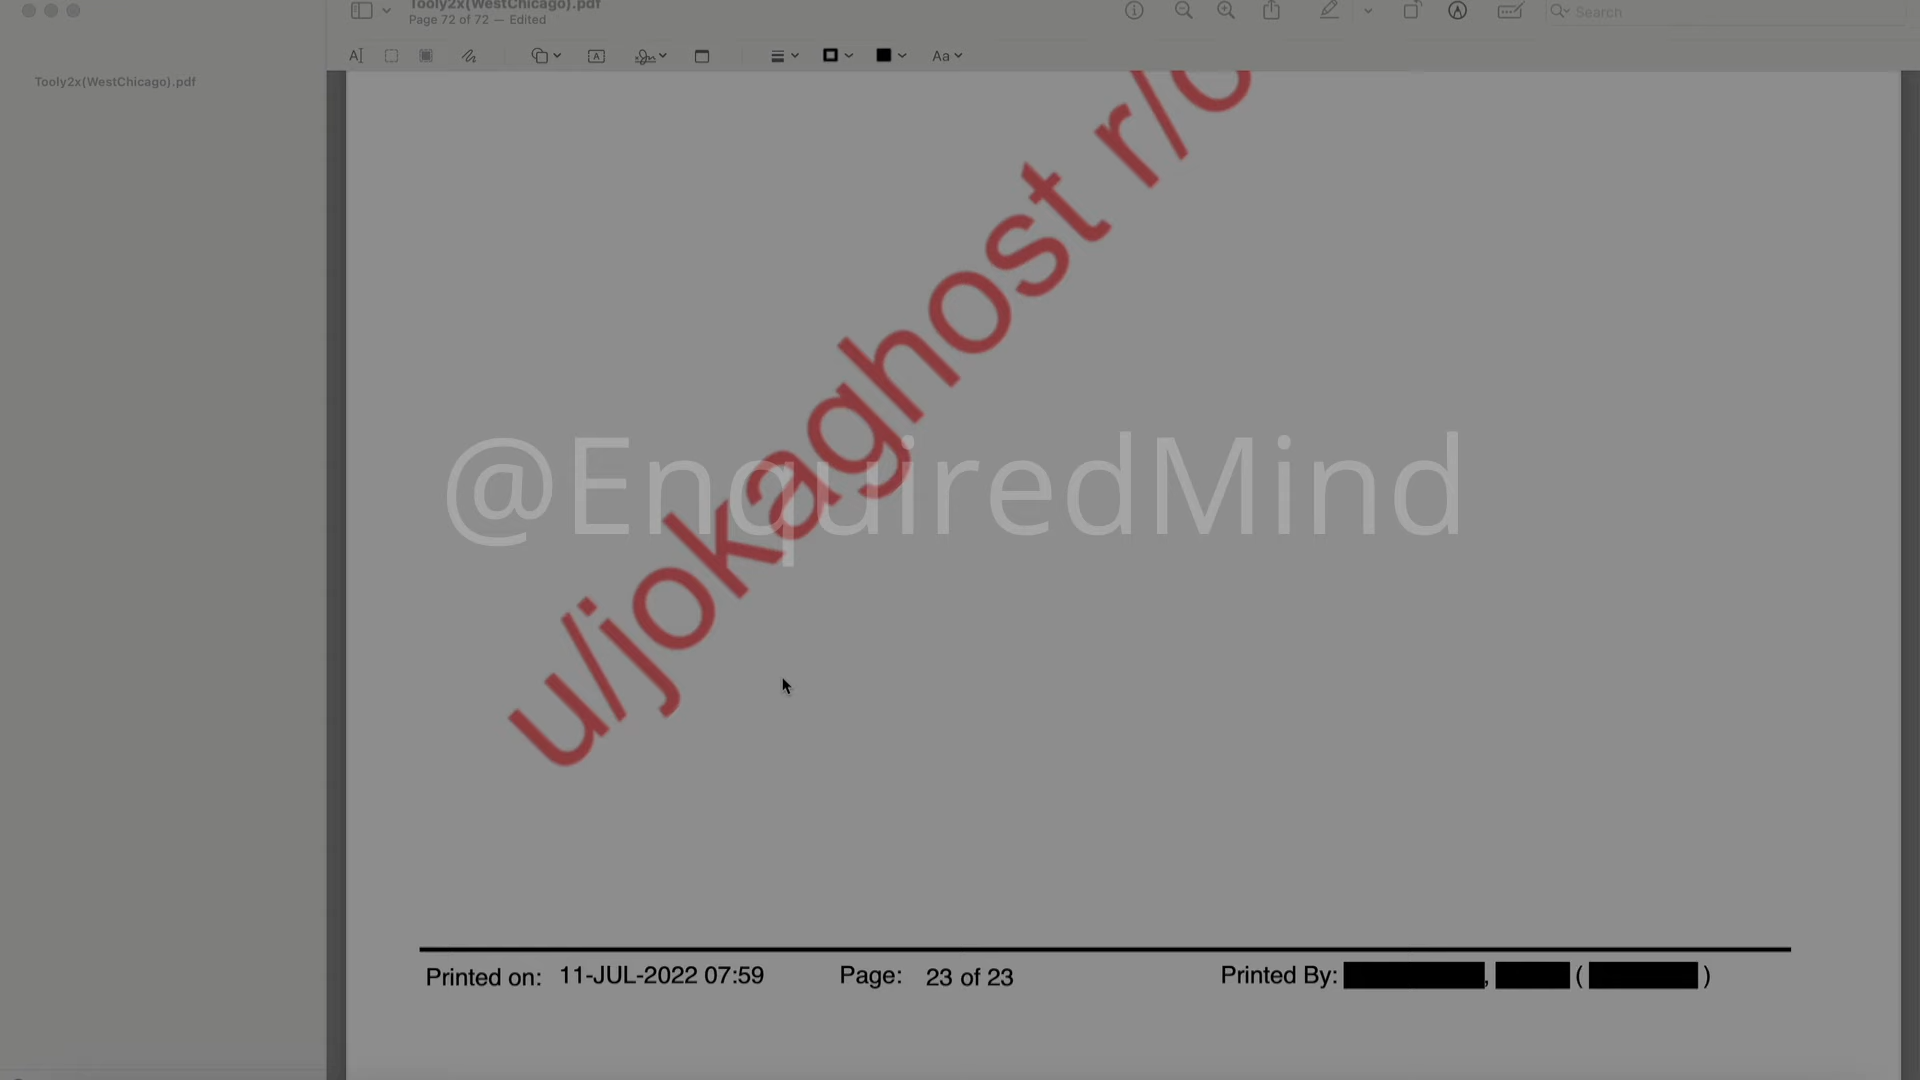 Tooly2x(WestChicago).pdf
Page 72 of 72 — Edited
Search
A
Aa
Tooly2x(WestChicago).pdf
u/jokaghost r/
@EnquiredMind
Printed on: 11-JUL-2022 07:59 Page: 23 of 23 Printed By: , ( )